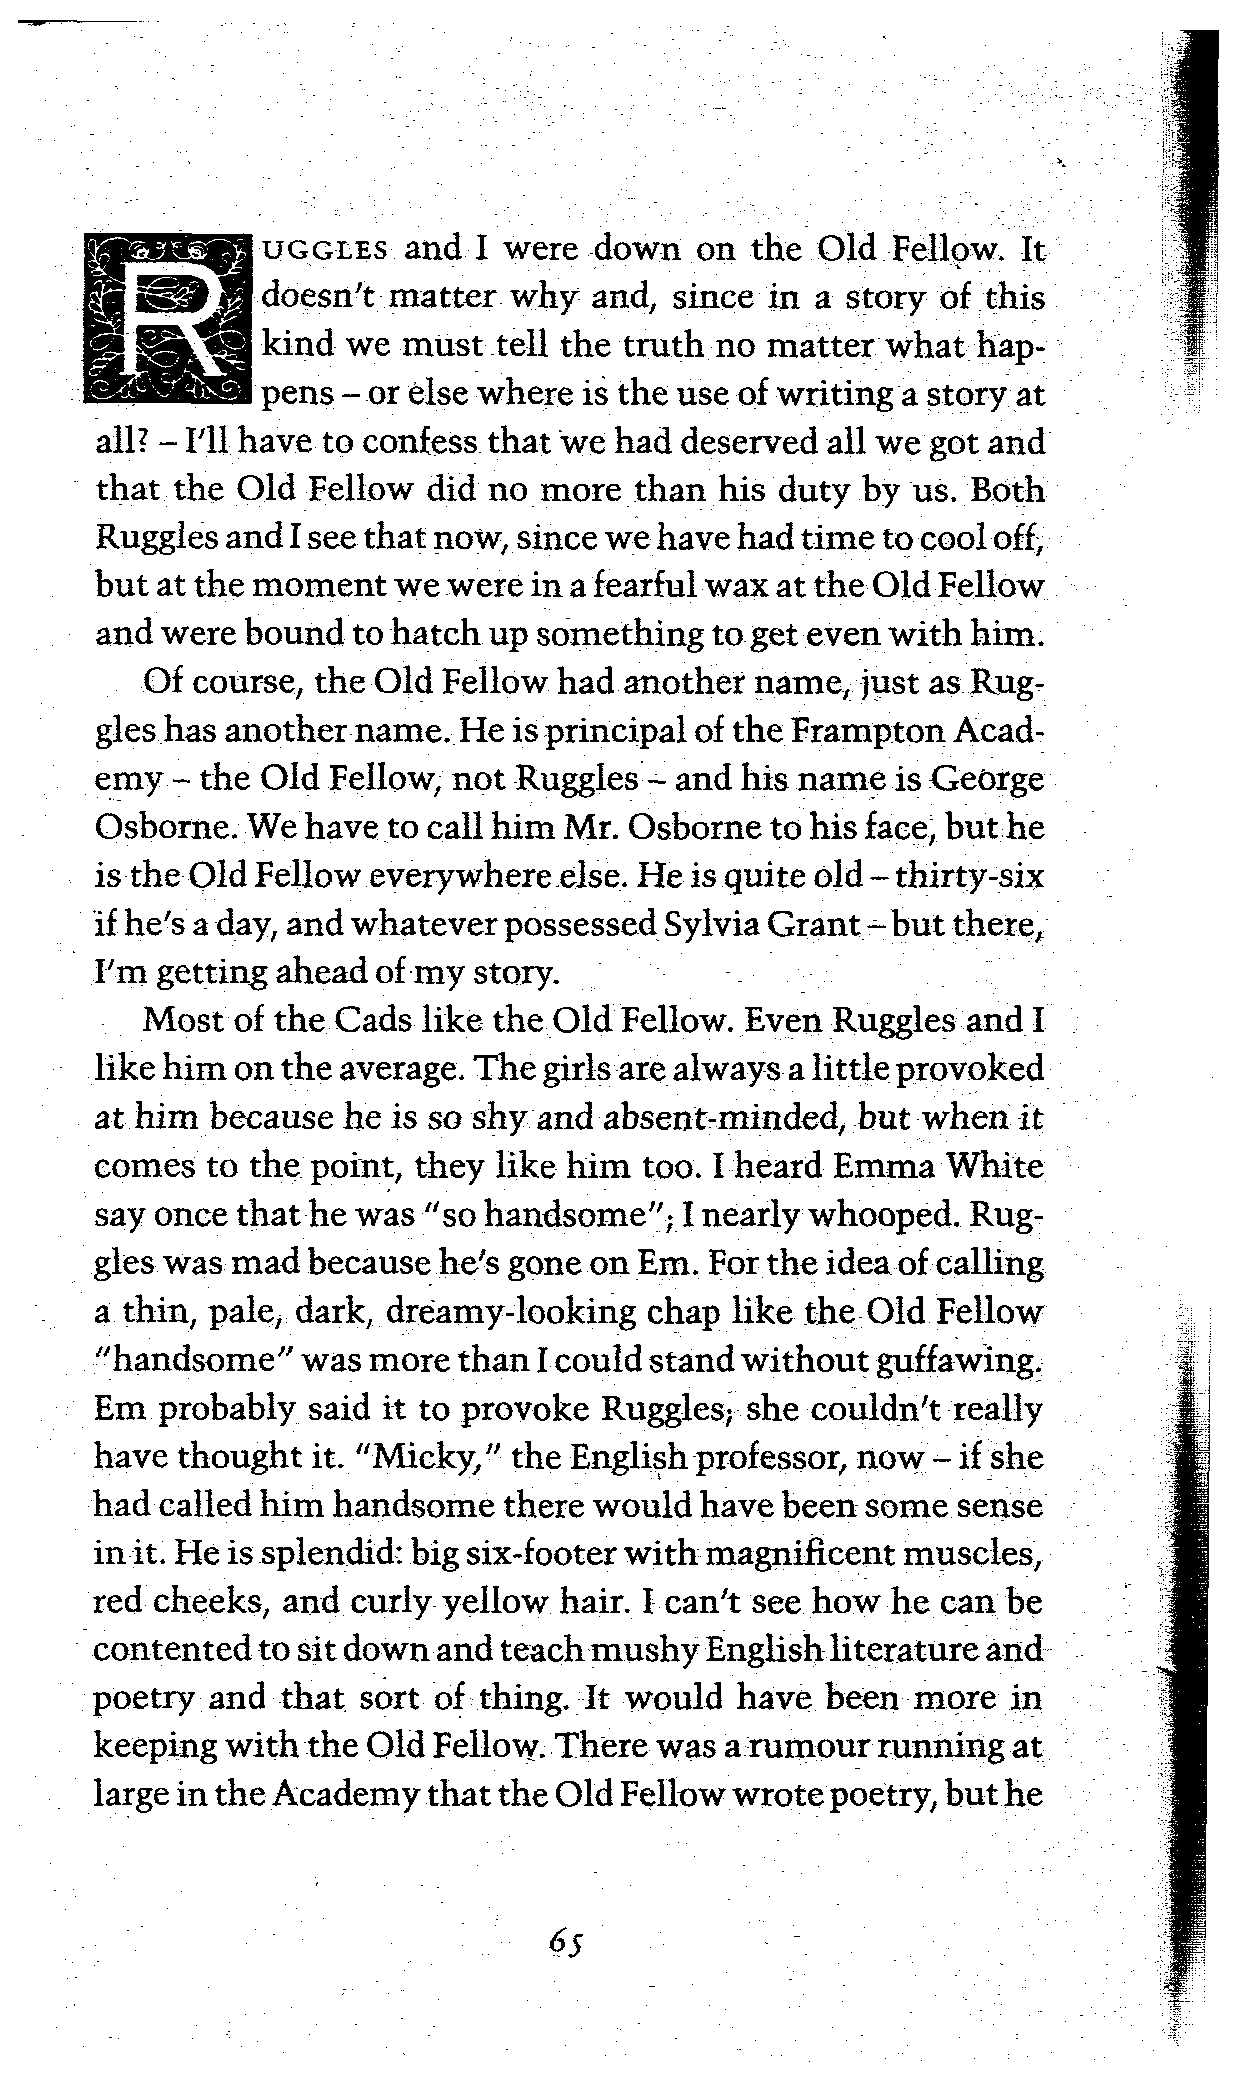 RUGGLES and I were down on the Old Fellow. It
doesn't matter why and, since in a story of this
kind we must tell the truth no matter what hap-
pens – or else where is the use of writing a story at
all? – I'll have to confess that we had deserved all we got and
that the Old Fellow did no more than his duty by us. Both
Ruggles and I see that now, since we have had time to cool off,
but at the moment we were in a fearful wax at the Old Fellow
and were bound to hatch up something to get even with him.
Of course, the Old Fellow had another name, just as Rug-
gles has another name. He is principal of the Frampton Acad-
emy – the Old Fellow, not Ruggles – and his name is George
Osborne. We have to call him Mr. Osborne to his face, but he
is the Old Fellow everywhere else. He is quite old – thirty-six
if he's a day, and whatever possessed Sylvia Grant – but there,
I'm getting ahead of my story.
Most of the Cads like the Old Fellow. Even Ruggles and I
like him on the average. The girls are always a little provoked
at him because he is so shy and absent-minded, but when it
comes to the point, they like him too. I heard Emma White
say once that he was "so handsome"; I nearly whooped. Rug-
gles was mad because he's gone on Em. For the idea of calling
a thin, pale, dark, dreamy-looking chap like the Old Fellow
"handsome" was more than I could stand without guffawing.
Em probably said it to provoke Ruggles; she couldn't really
have thought it. "Micky," the English professor, now – if she
had called him handsome there would have been some sense
in it. He is splendid: big six-footer with magnificent muscles,
red cheeks, and curly yellow hair. I can't see how he can be
contented to sit down and teach mushy English literature and
poetry and that sort of thing. It would have been more in
keeping with the Old Fellow. There was a rumour running at
large in the Academy that the Old Fellow wrote poetry, but he
65